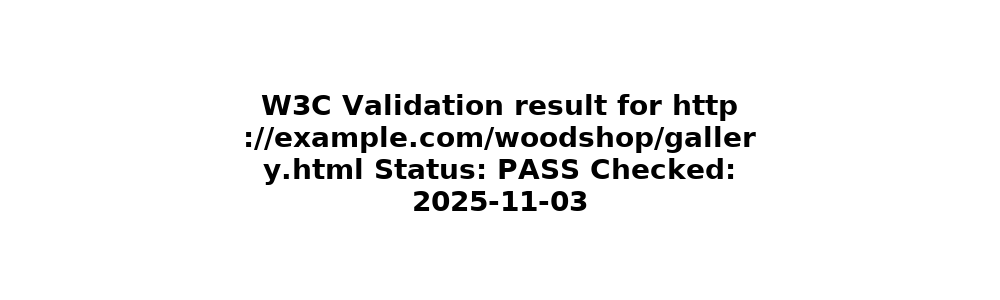 W3C Validation result for http
://example.com/woodshop/galler
y.html Status: PASS Checked:
2025-11-03